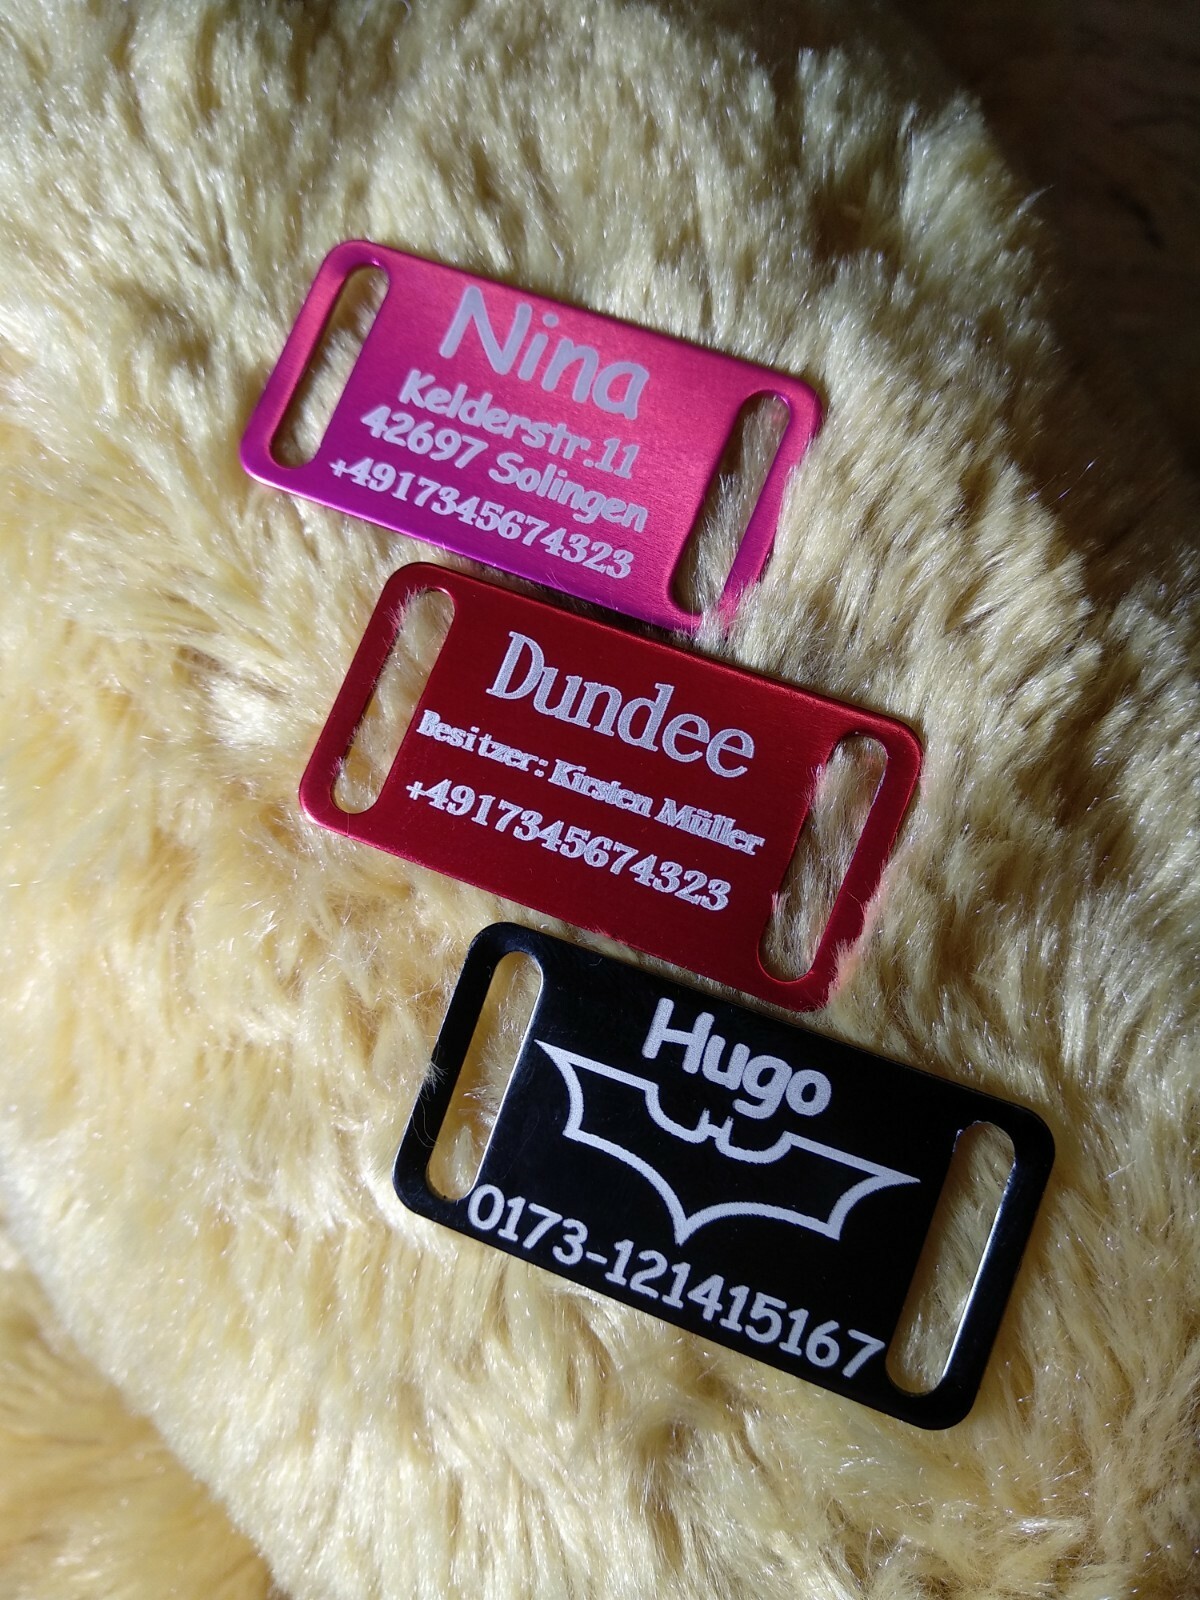 Nina
Kelderstr.11
42697 Solingen
+4917345674323
Dundee
Besitzer: Kirsten Müller
+4917345674323
Hugo
0173-121415167